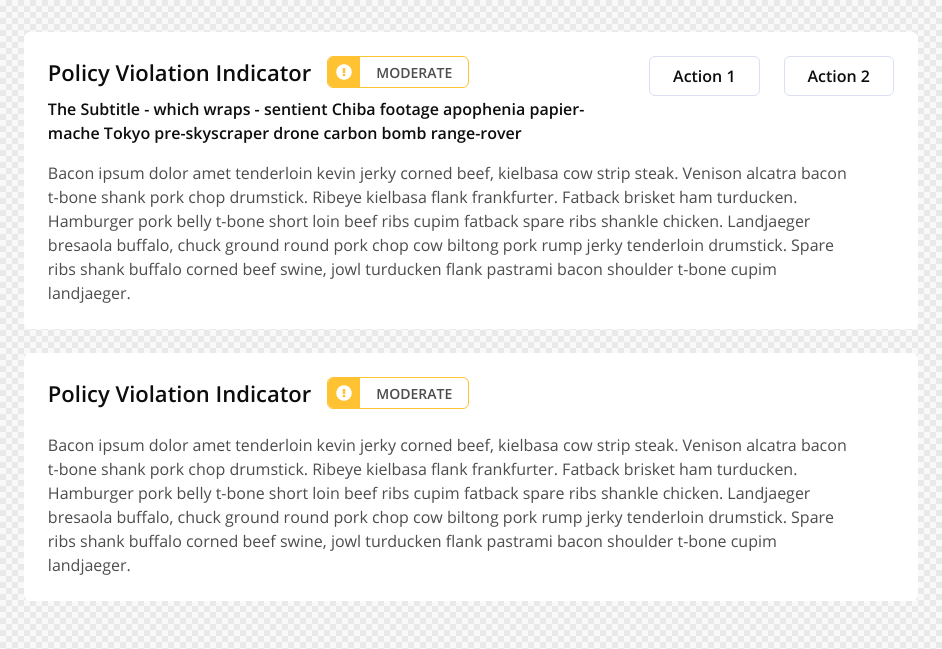 Policy Violation Indicator MODERATE Action 1 Action 2
The Subtitle - which wraps - sentient Chiba footage apophenia papier-
mache Tokyo pre-skyscraper drone carbon bomb range-rover
Bacon ipsum dolor amet tenderloin kevin jerky corned beef, kielbasa cow strip steak. Venison alcatra bacon
t-bone shank pork chop drumstick. Ribeye kielbasa flank frankfurter. Fatback brisket ham turducken.
Hamburger pork belly t-bone short loin beef ribs cupim fatback spare ribs shankle chicken. Landjaeger
bresaola buffalo, chuck ground round pork chop cow biltong pork rump jerky tenderloin drumstick. Spare
ribs shank buffalo corned beef swine, jowl turducken flank pastrami bacon shoulder t-bone cupim
landjaeger.
Policy Violation Indicator MODERATE
Bacon ipsum dolor amet tenderloin kevin jerky corned beef, kielbasa cow strip steak. Venison alcatra bacon
t-bone shank pork chop drumstick. Ribeye kielbasa flank frankfurter. Fatback brisket ham turducken.
Hamburger pork belly t-bone short loin beef ribs cupim fatback spare ribs shankle chicken. Landjaeger
bresaola buffalo, chuck ground round pork chop cow biltong pork rump jerky tenderloin drumstick. Spare
ribs shank buffalo corned beef swine, jowl turducken flank pastrami bacon shoulder t-bone cupim
landjaeger.